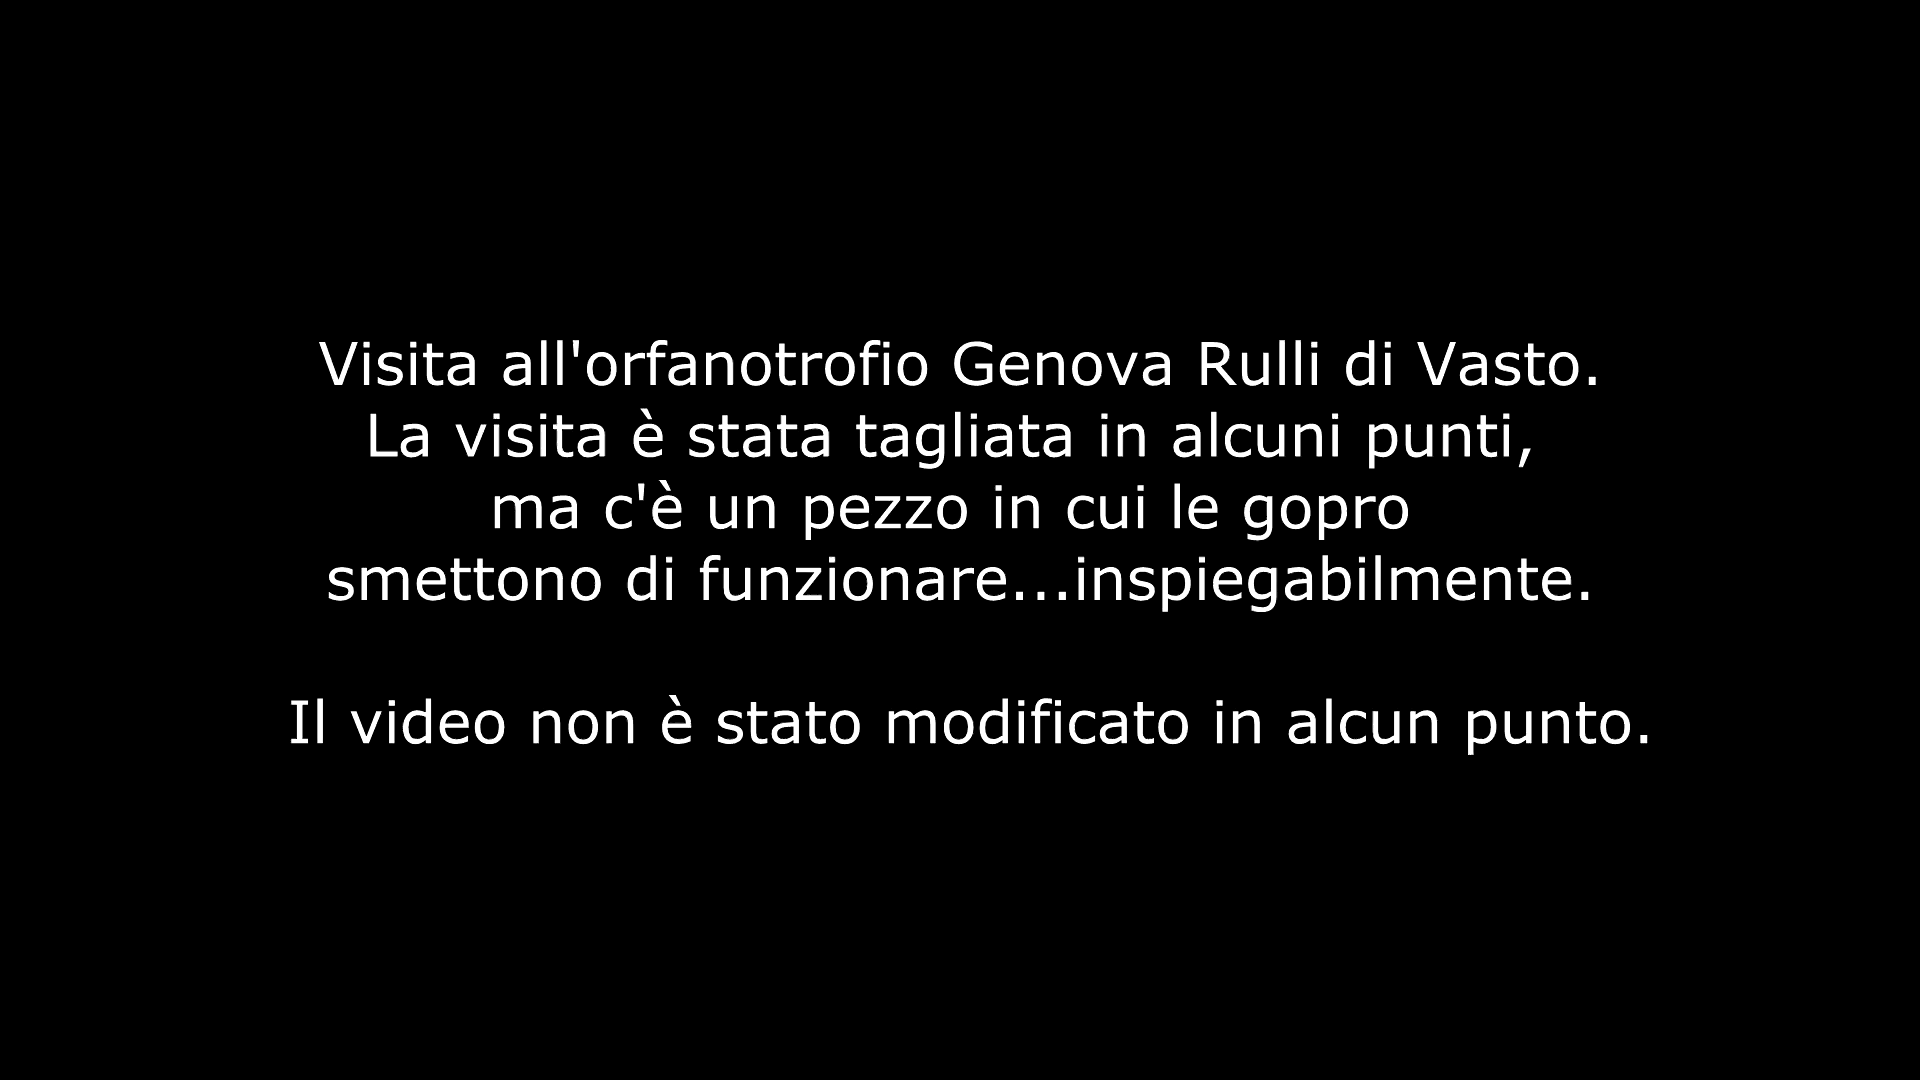 Visita all'orfanotrofio Genova Rulli di Vasto.
La visita è stata tagliata in alcuni punti,
ma c'è un pezzo in cui le gopro
smettono di funzionare...inspiegabilmente.
Il video non è stato modificato in alcun punto.